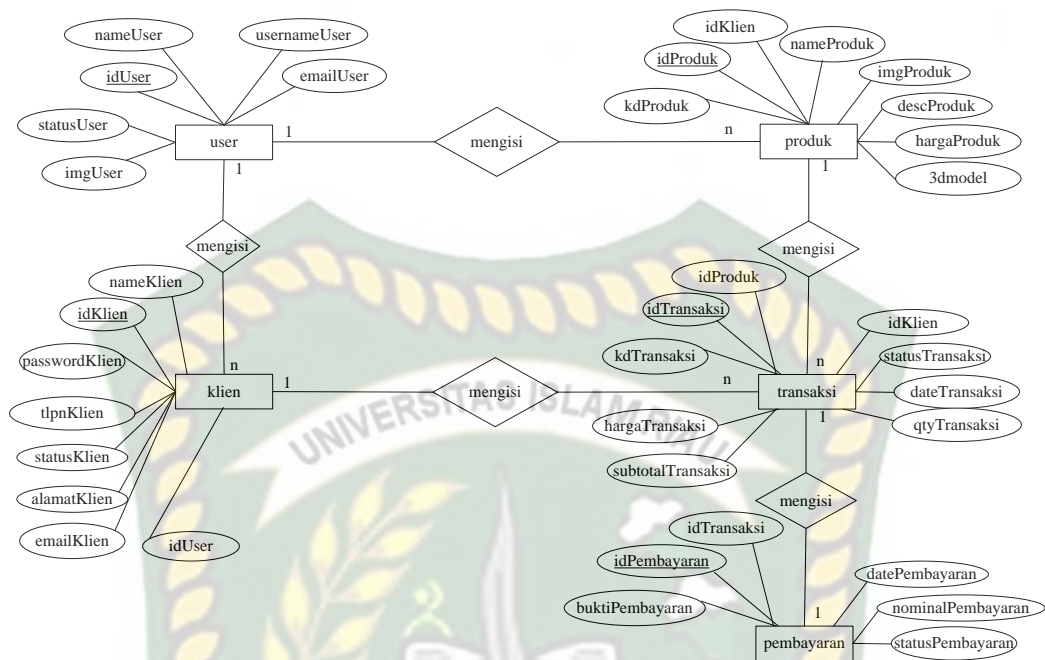 nameUser
usernameUser
idUser
emailUser
statusUser
imgUser
user
1
mengisi
n
idKlien
nameProduk
idProduk
imgProduk
kdProduk
descProduk
hargaProduk
3dmodel
produk
1
1
mengisi
mengisi
nameKlien
idKlien
passwordKlien
tlpnKlien
statusKlien
alamatKlien
emailKlien
idUser
n
klien
1
mengisi
n
idProduk
idTransaksi
kdTransaksi
hargaTransaksi
subtotalTransaksi
idKlien
statusTransaksi
dateTransaksi
qtyTransaksi
n
transaksi
1
mengisi
idTransaksi
idPembayaran
buktiPembayaran
datePembayaran
nominalPembayaran
statusPembayaran
1
pembayaran
UNIVERSITAS ISLAM RIAU